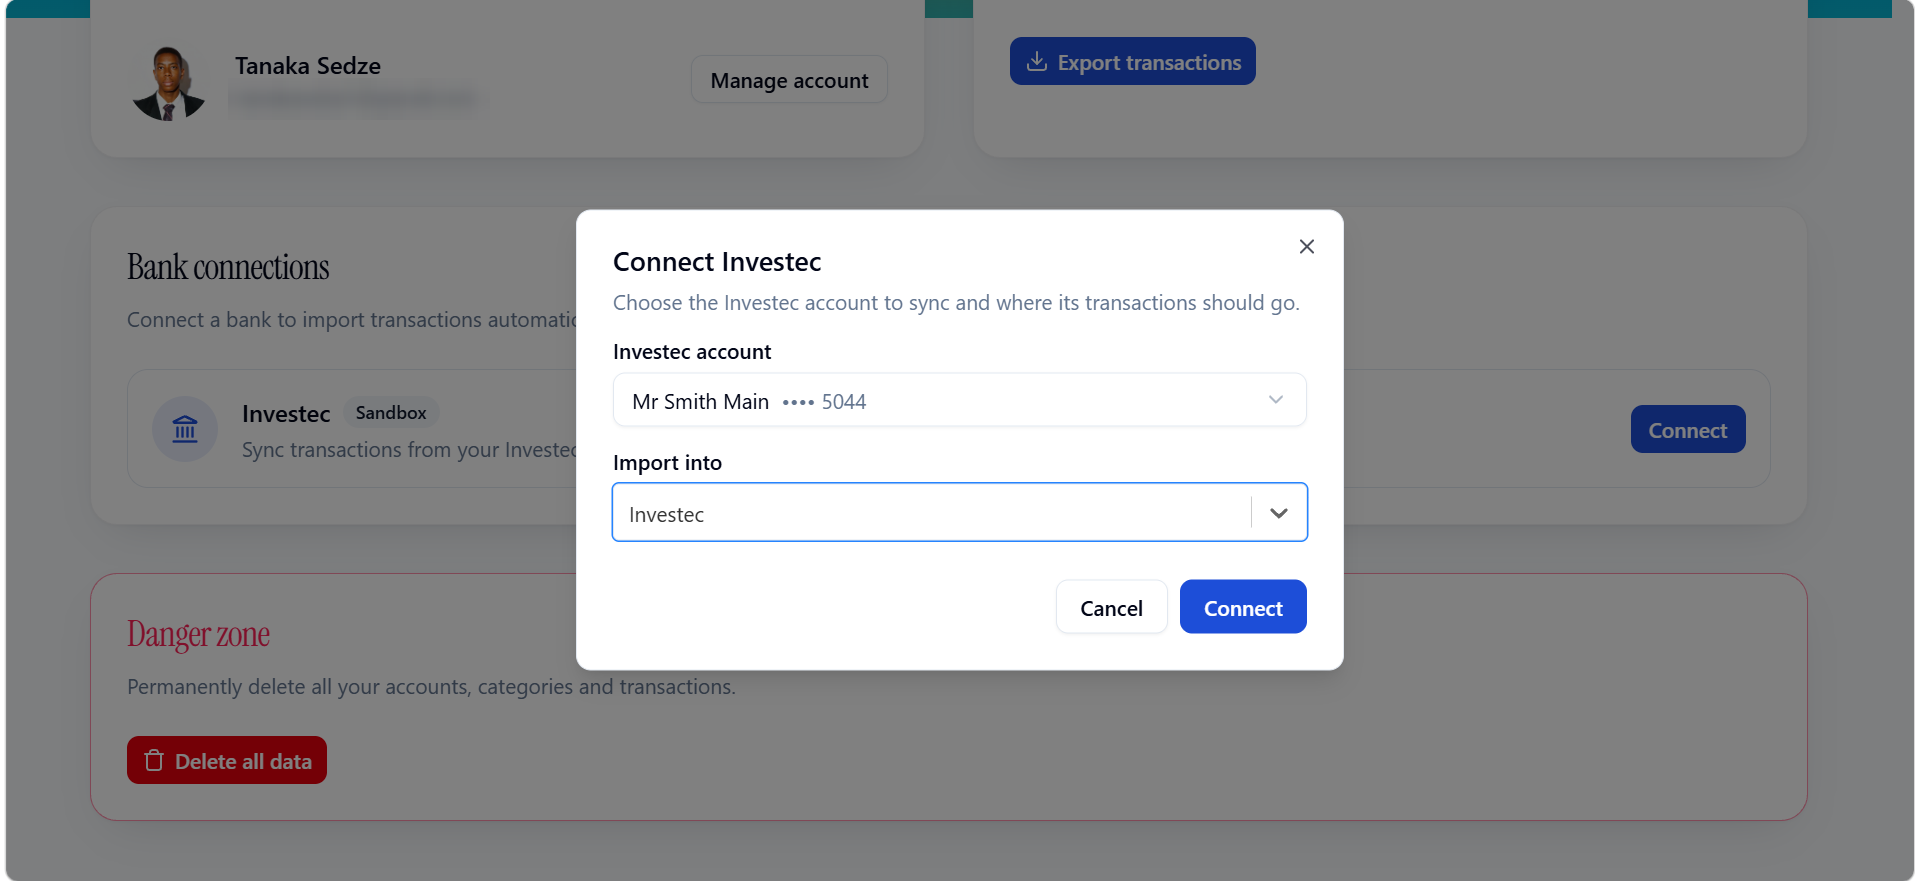 Tanaka Sedze
Manage account
Export transactions
Bank connections
Connect a bank to import transactions
Investec Sandbox
Sync transactions from your
Connect
Connect Investec
Choose the Investec account to sync and where its transactions should go.
Investec account
Mr Smith Main •••• 5044
Import into
Investec
Cancel
Connect
Danger zone
Permanently delete all your accounts, categories and transactions.
Delete all data